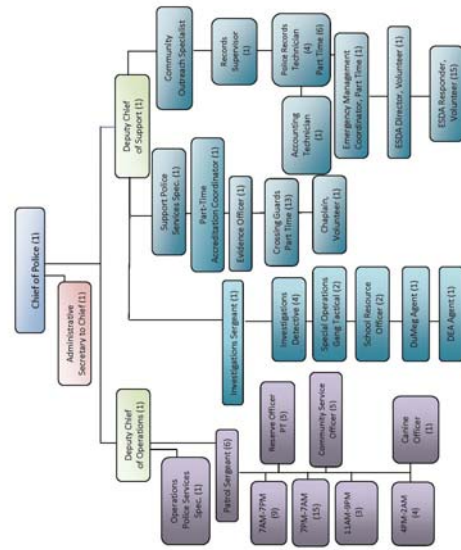 Chief of Police (1)
Administrative
Secretary to Chief (1)
Deputy Chief
of Operations (1)
Deputy Chief
of Support (1)
Operations
Police Services
Spec. (1)
Patrol Sergeant (6)
7AM-7PM
(9)
Reserve Officer
PT (5)
7PM-7AM
(15)
Community Service
Officer (5)
11AM-9PM
(3)
4PM-2AM
(4)
Canine
Officer
(1)
Investigations Sergeant (1)
Investigations
Detective (4)
Special Operations
Gang Tactical (2)
School Resource
Officer (2)
DuMeg Agent (1)
DEA Agent (1)
Support Police
Services Spec. (1)
Part-Time
Accreditation Coordinator (1)
Evidence Officer (1)
Crossing Guards
Part Time (13)
Chaplain,
Volunteer (1)
Community
Outreach Specialist
Records
Supervisor
(1)
Police Records
Technician
(4)
Part Time (6)
Accounting
Technician
(1)
Emergency Management
Coordinator, Part Time (1)
ESDA Director, Volunteer (1)
ESDA Responder,
Volunteer (15)